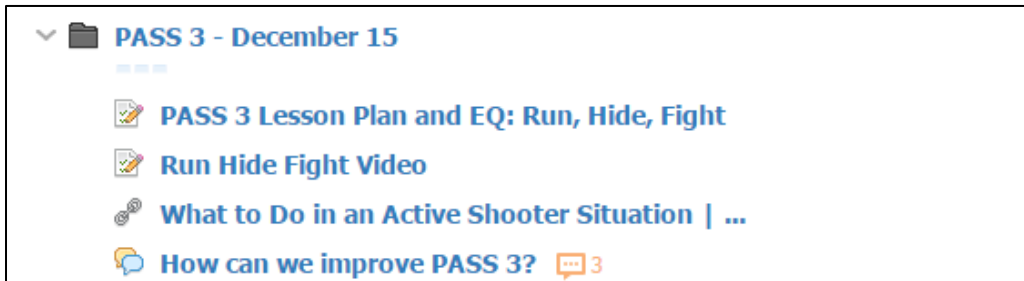 PASS 3 - December 15
PASS 3 Lesson Plan and EQ: Run, Hide, Fight
Run Hide Fight Video
What to Do in an Active Shooter Situation | ...
How can we improve PASS 3? 3